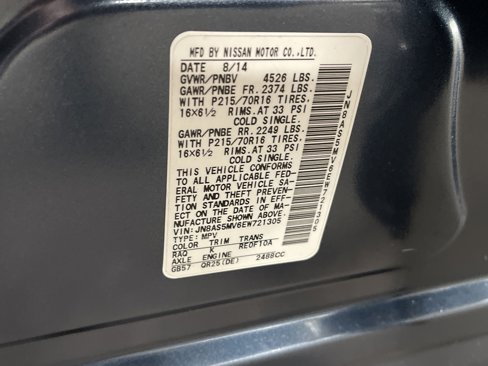 MFD BY NISSAN MOTOR CO.,LTD.
DATE 8/14
GVWR/PNBV 4526 LBS.
GAWR/PNBE FR. 2374 LBS.
WITH P215/70R16 TIRES,
16×6½ RIMS.AT 33 PSI
COLD SINGLE.
GAWR/PNBE RR. 2249 LBS.
WITH P215/70R16 TIRES,
16×6½ RIMS.AT 33 PSI
COLD SINGLE.
THIS VEHICLE CONFORMS
TO ALL APPLICABLE FED-
ERAL MOTOR VEHICLE SA-
FETY AND THEFT PREVEN-
TION STANDARDS IN EFF-
ECT ON THE DATE OF MA-
NUFACTURE SHOWN ABOVE.
VIN:JN8AS5MV6EW721305
TYPE:MPV
COLOR TRIM TRANS
RAQ K RE0F10A
AXLE ENGINE
GB57 QR25(DE) 2488CC
JN8AS5MV6EW721305